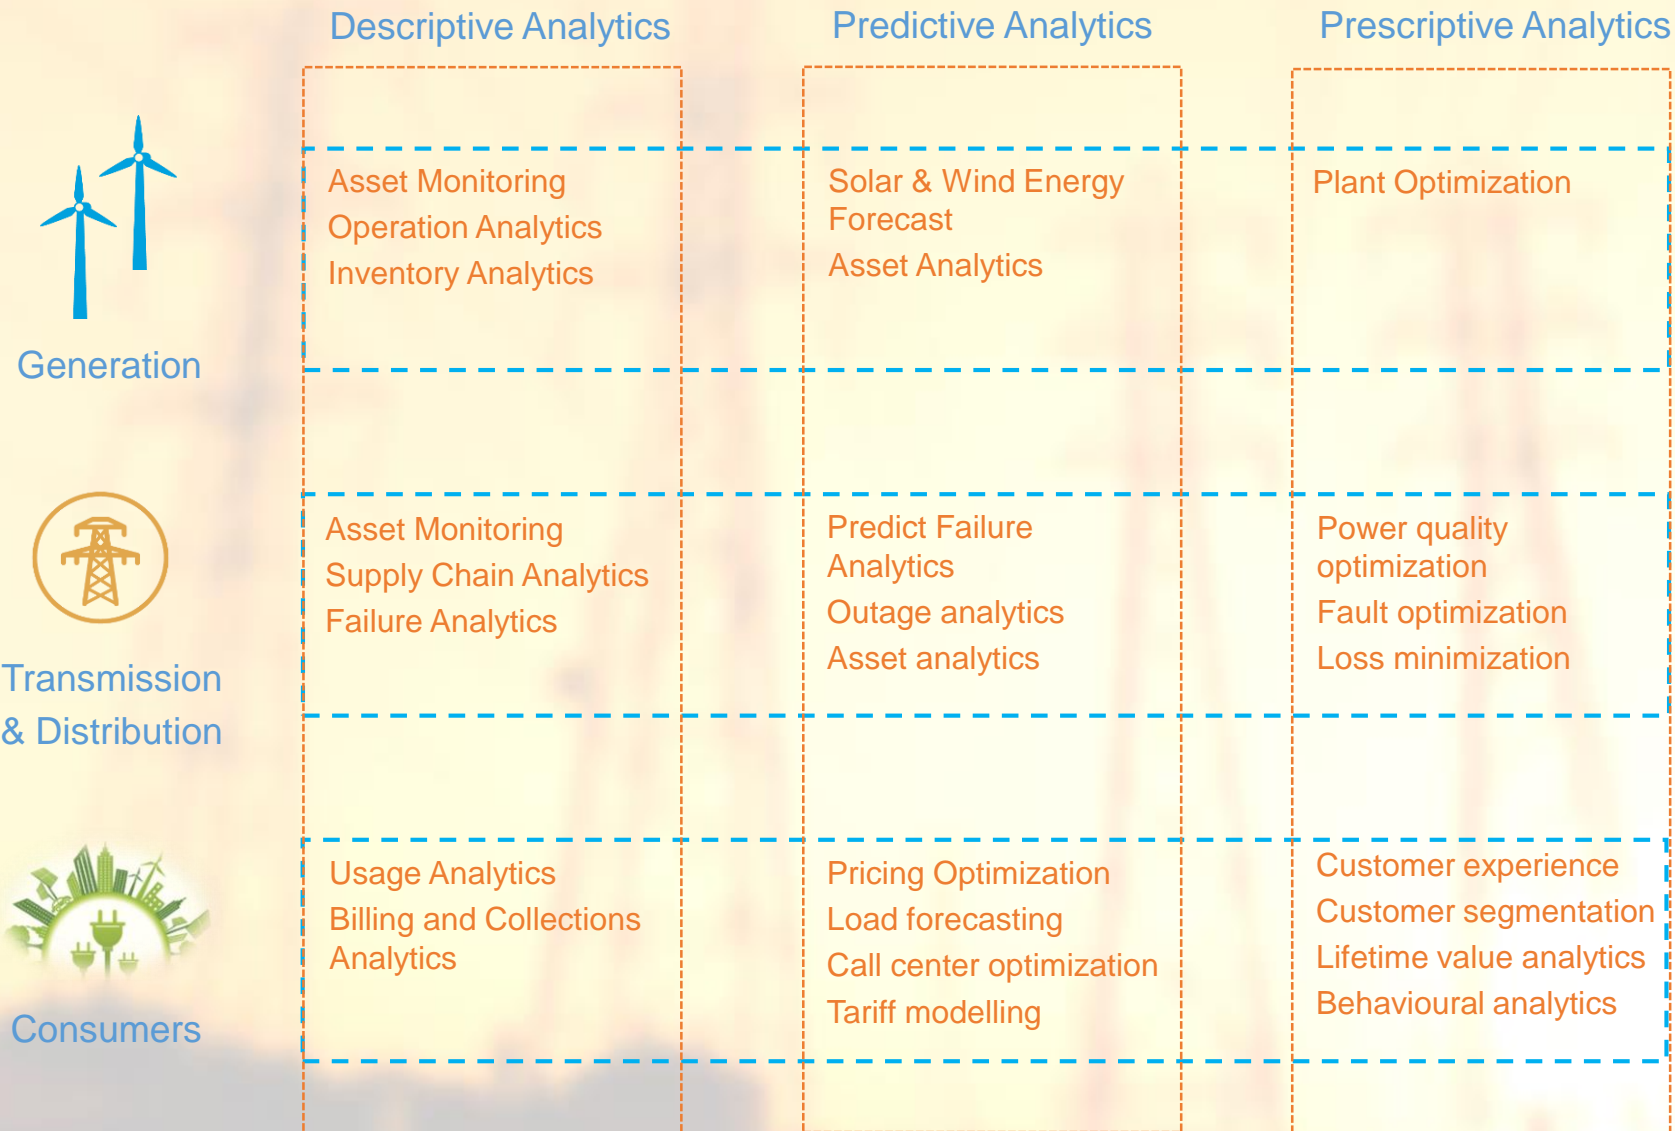 Descriptive Analytics
Predictive Analytics
Prescriptive Analytics
Generation
Asset Monitoring
Operation Analytics
Inventory Analytics
Solar & Wind Energy
Forecast
Asset Analytics
Plant Optimization
Transmission
& Distribution
Asset Monitoring
Supply Chain Analytics
Failure Analytics
Predict Failure
Analytics
Outage analytics
Asset analytics
Power quality
optimization
Fault optimization
Loss minimization
Consumers
Usage Analytics
Billing and Collections
Analytics
Pricing Optimization
Load forecasting
Call center optimization
Tariff modelling
Customer experience
Customer segmentation
Lifetime value analytics
Behavioural analytics